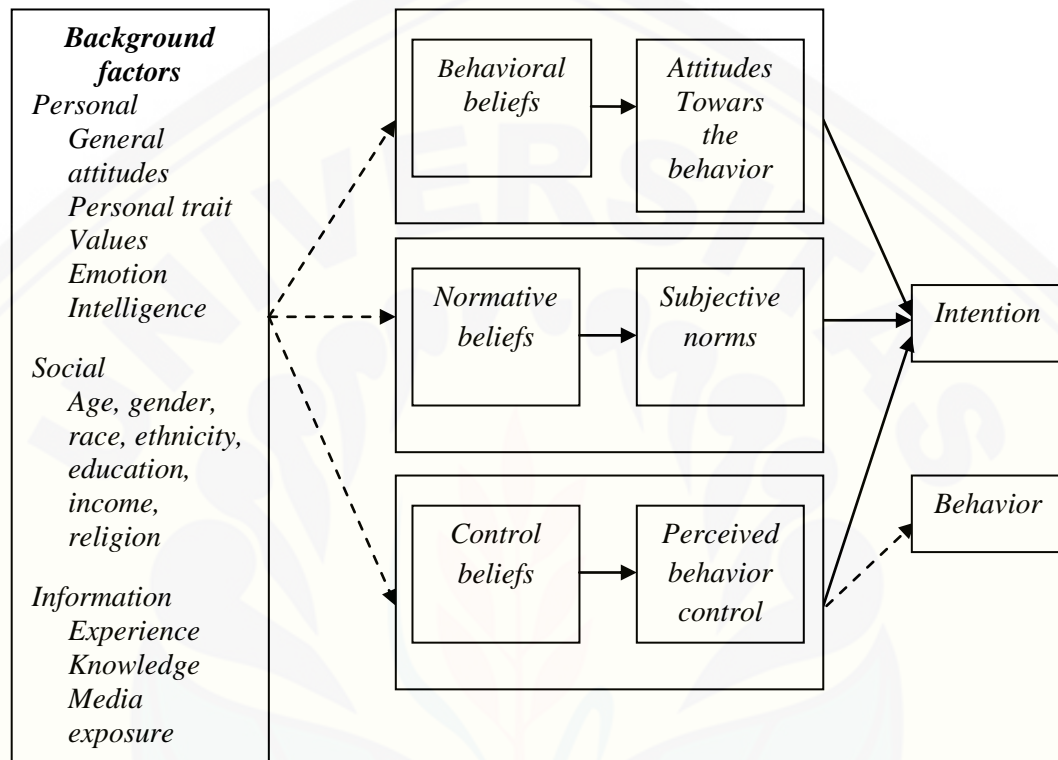 Background
factors
Personal
General
attitudes
Personal trait
Values
Emotion
Intelligence
Social
Age, gender,
race, ethnicity,
education,
income,
religion
Information
Experience
Knowledge
Media
exposure
Behavioral
beliefs
Attitudes
Towars
the
behavior
Normative
beliefs
Subjective
norms
Control
beliefs
Perceived
behavior
control
Intention
Behavior
UNIVERSITAS